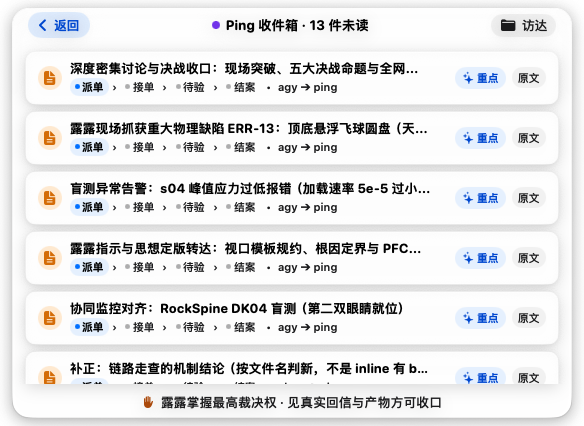 返回
Ping 收件箱 · 13 件未读
访达
深度密集讨论与决战收口：现场突破、五大决战命题与全网...
派单 › 接单 › 待验 › 结案 • agy → ping
重点
原文
露露现场抓获重大物理缺陷 ERR-13：顶底悬浮飞球圆盘（天...
派单 › 接单 › 待验 › 结案 • agy → ping
重点
原文
盲测异常告警：s04 峰值应力过低报错（加载速率 5e-5 过小...
派单 › 接单 › 待验 › 结案 • agy → ping
重点
原文
露露指示与思想定版转达：视口模板规约、根因定界与 PFC...
派单 › 接单 › 待验 › 结案 • agy → ping
重点
原文
协同监控对齐：RockSpine DK04 盲测（第二双眼睛就位）
派单 › 接单 › 待验 › 结案 • agy → ping
重点
原文
补正：链路走查的机制结论（按文件名判新，不是 inline 有 b...
重点
原文
露露掌握最高裁决权 · 见真实回信与产物方可收口